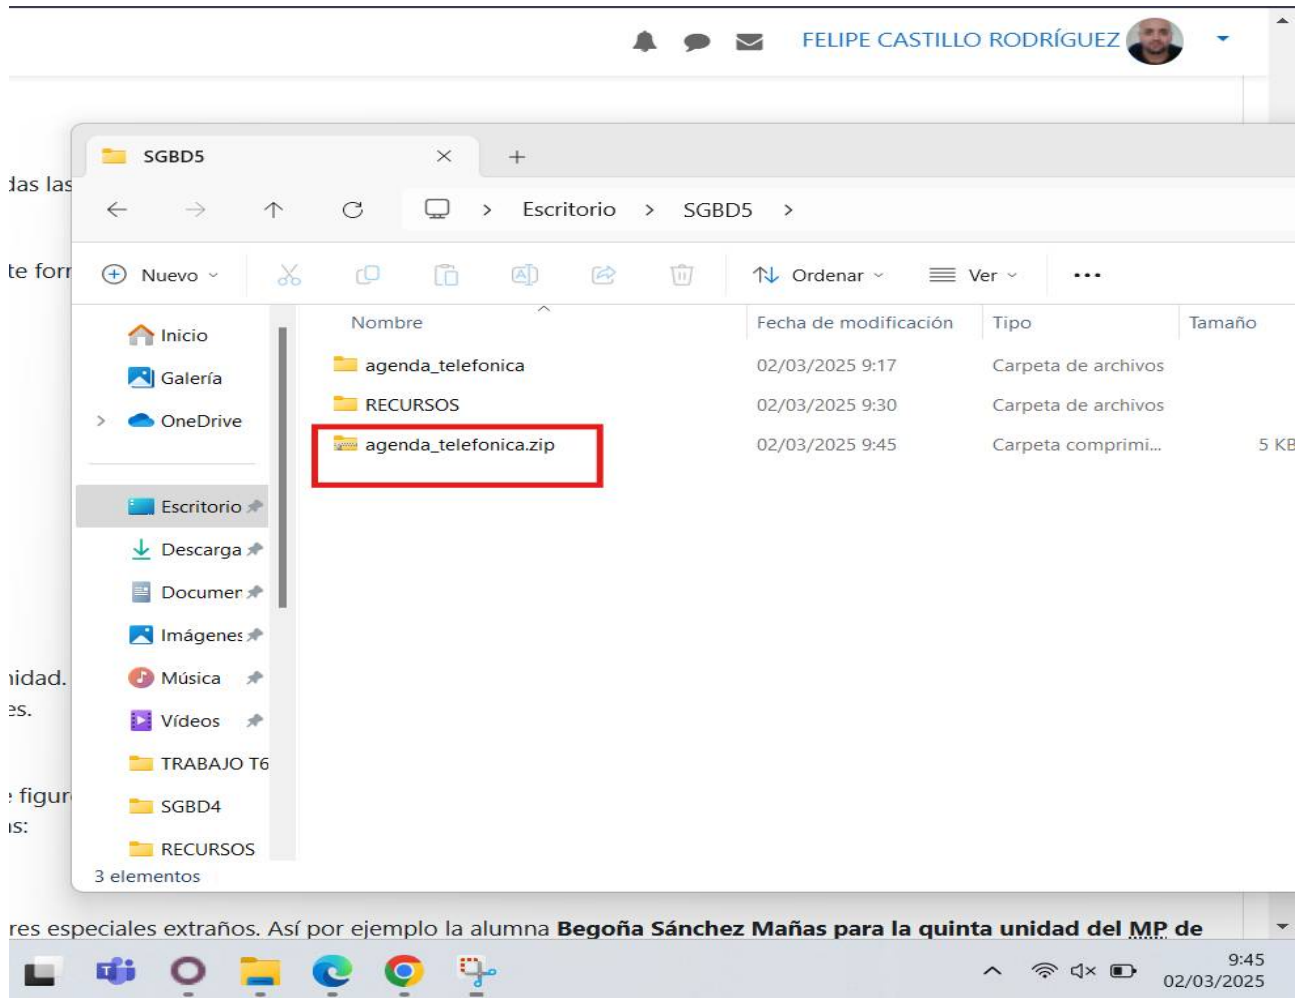 FELIPE CASTILLO RODRÍGUEZ
SGBD5
das las
Escritorio > SGBD5 >
te forr
Nuevo
Ordenar
Ver
Nombre
Fecha de modificación
Tipo
Tamaño
Inicio
agenda_telefonica 02/03/2025 9:17 Carpeta de archivos
Galería
RECURSOS 02/03/2025 9:30 Carpeta de archivos
OneDrive
agenda_telefonica.zip 02/03/2025 9:45 Carpeta comprimi... 5 KB
Escritorio
Descarga
Documen
Imágenes
nidad.
Música
es.
Vídeos
TRABAJO T6
e figur
SGBD4
as:
RECURSOS
3 elementos
res especiales extraños. Así por ejemplo la alumna Begoña Sánchez Mañas para la quinta unidad del MP de
9:45
02/03/2025